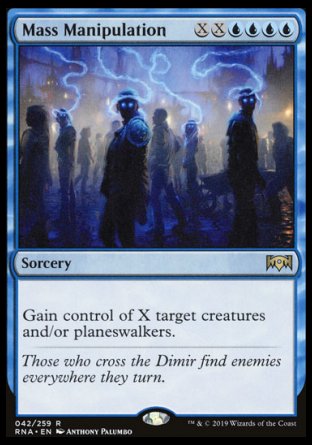 Mass Manipulation XX
Sorcery
Gain control of X target creatures
and/or planeswalkers.
Those who cross the Dimir find enemies
everywhere they turn.
042/259 R
RNA • EN Anthony Palumbo
™ & © 2019 Wizards of the Coast